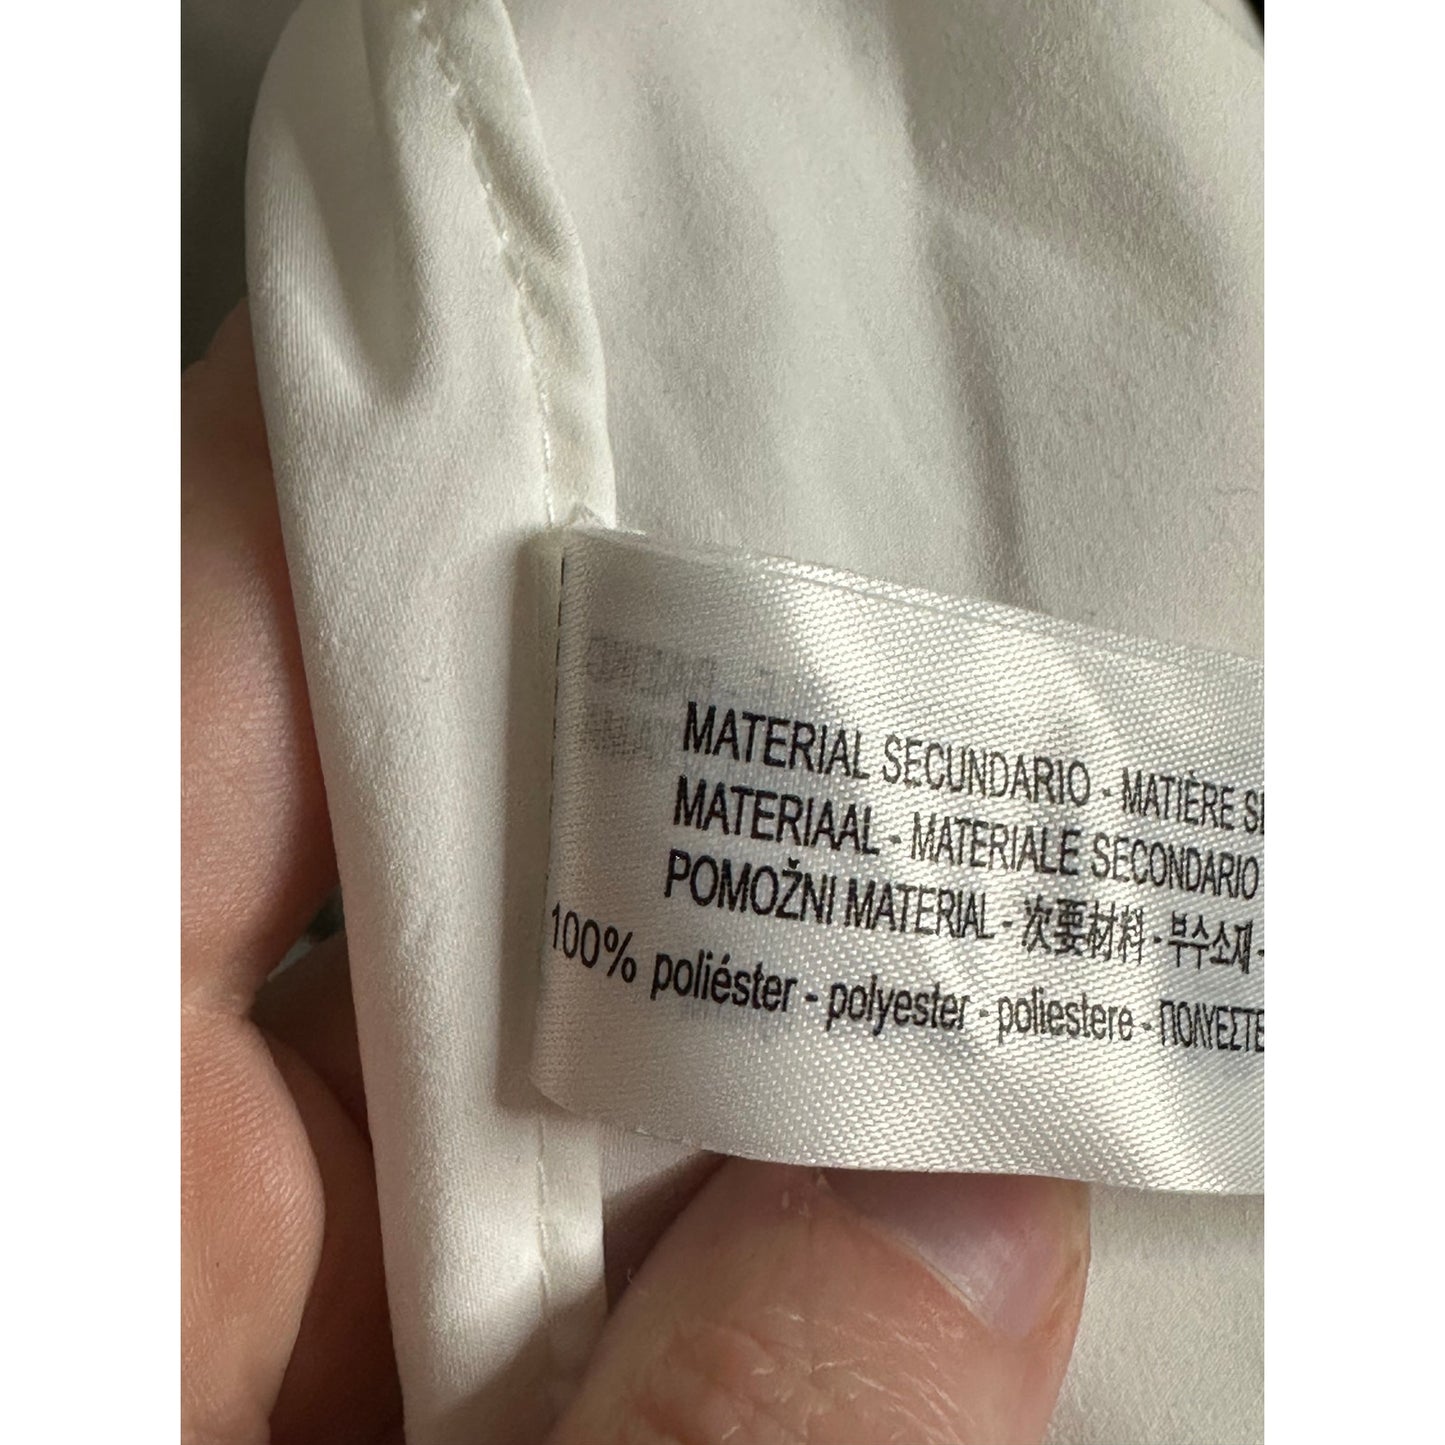 MATERIAL SECUNDARIO - MATIÈRE
MATERIAAL - MATERIALE SECONDARIO
POMOŽNI MATERIAL - 次要材料 - 부수소재 -
100% poliéster - polyester - poliestere - ΠΟΛΥΕΣΤΕ